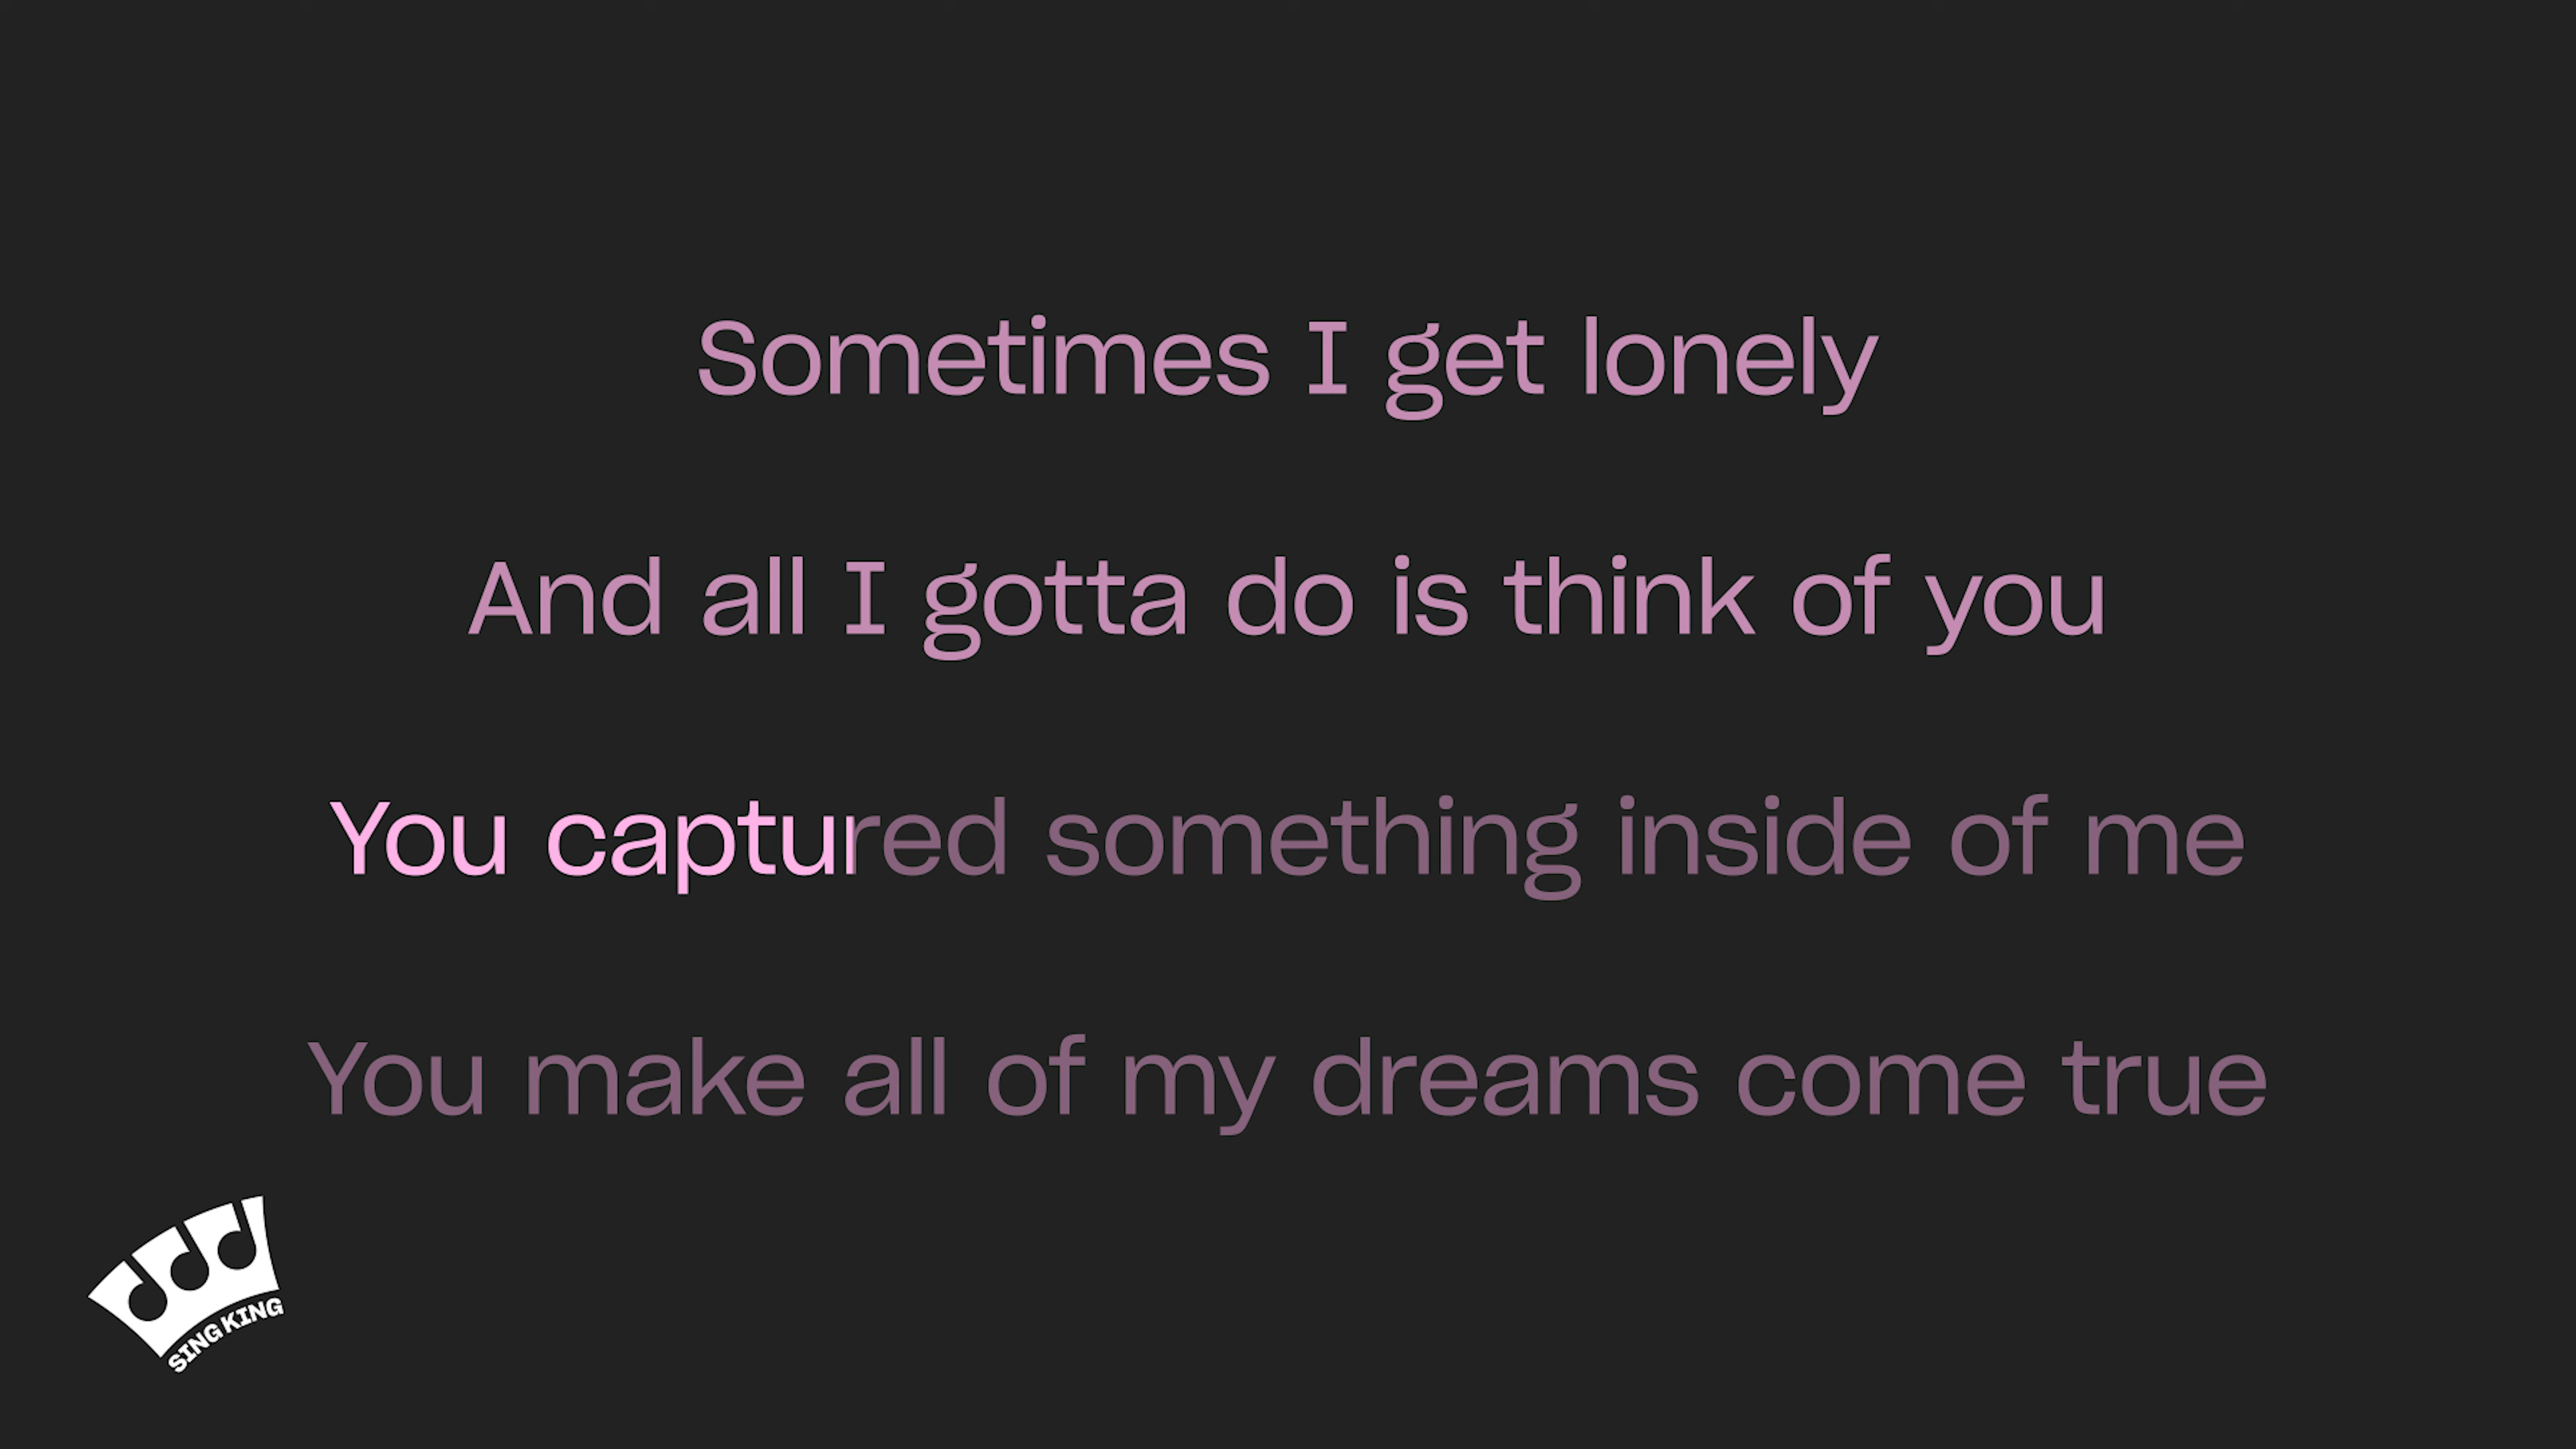 Sometimes I get lonely
And all I gotta do is think of you
You captured something inside of me
You make all of my dreams come true
SING KING